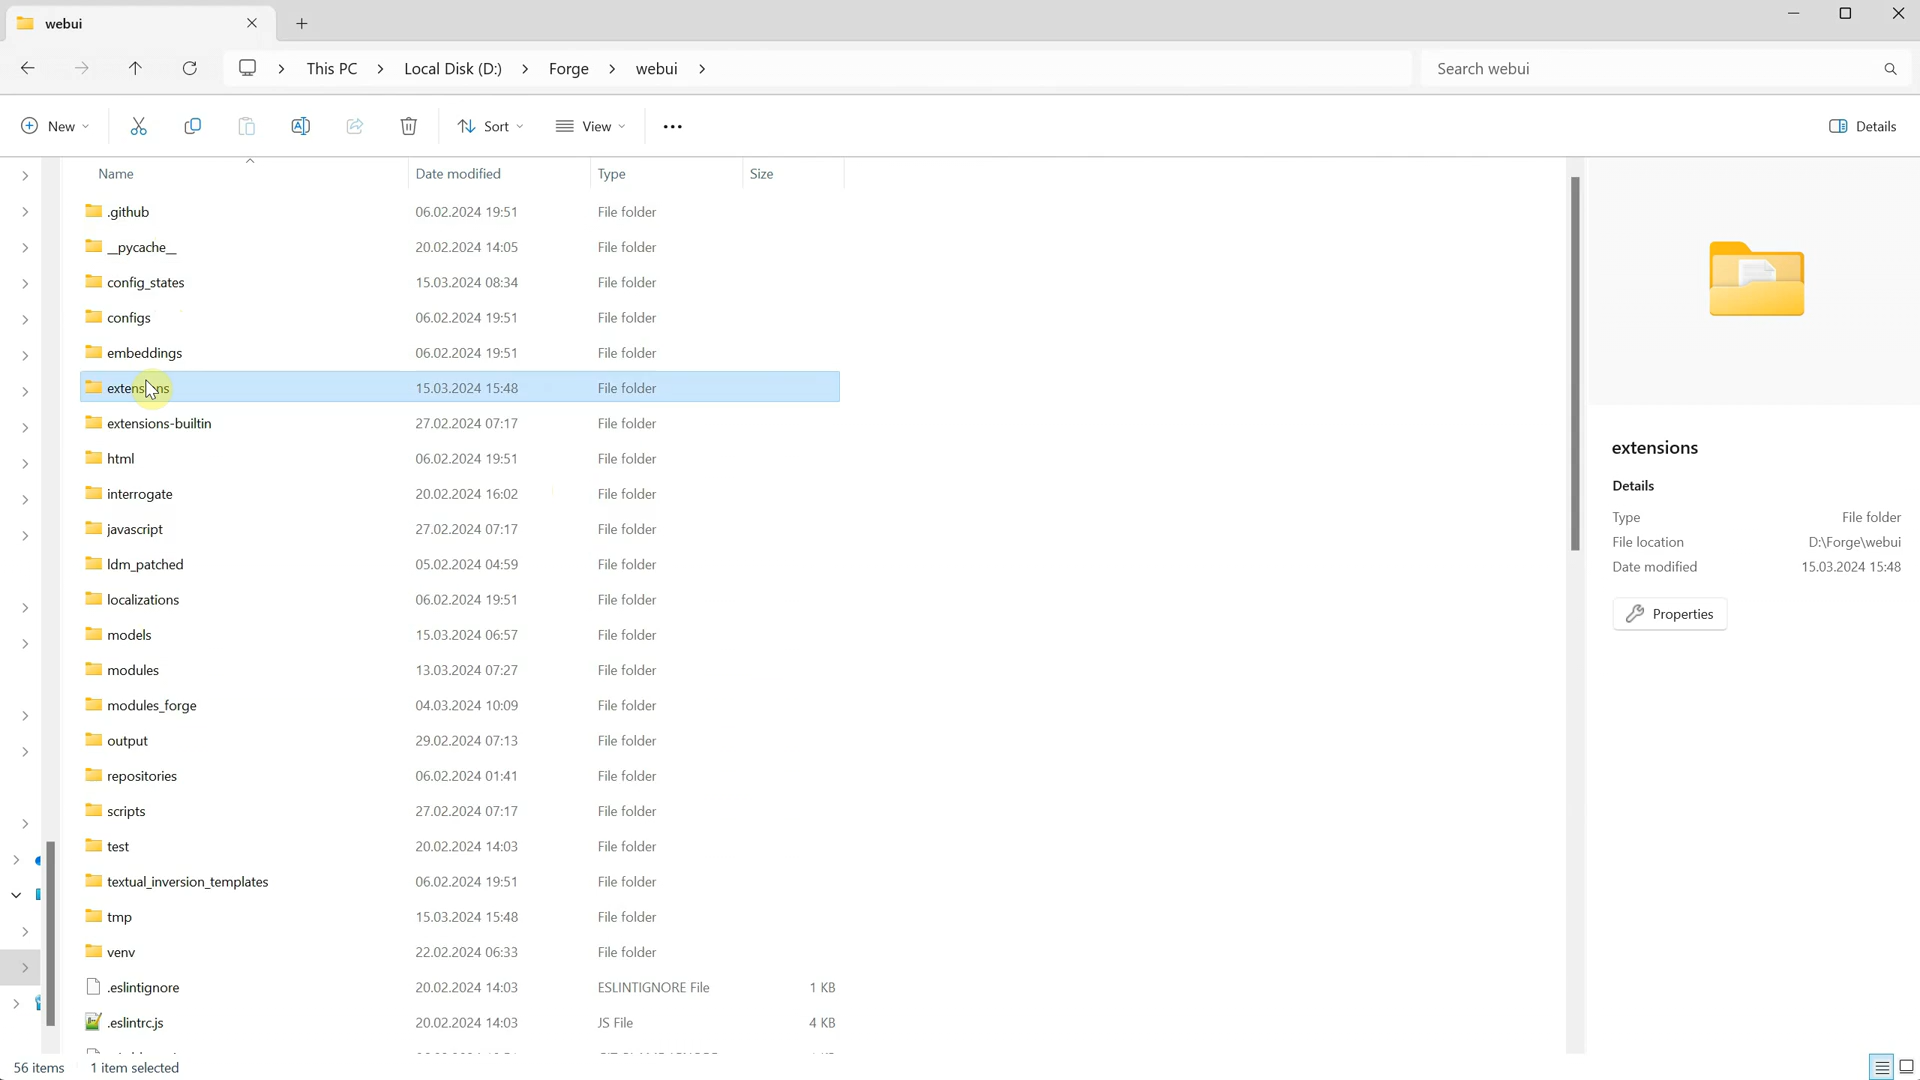 webui
This PC > Local Disk (D:) > Forge > webui >
Search webui
New
Sort
View
Details
Name Date modified Type Size
.github 06.02.2024 19:51 File folder
__pycache__ 20.02.2024 14:05 File folder
config_states 15.03.2024 08:34 File folder
configs 06.02.2024 19:51 File folder
embeddings 06.02.2024 19:51 File folder
extensions 15.03.2024 15:48 File folder
extensions-builtin 27.02.2024 07:17 File folder
html 06.02.2024 19:51 File folder
interrogate 20.02.2024 16:02 File folder
javascript 27.02.2024 07:17 File folder
ldm_patched 05.02.2024 04:59 File folder
localizations 06.02.2024 19:51 File folder
models 15.03.2024 06:57 File folder
modules 13.03.2024 07:27 File folder
modules_forge 04.03.2024 10:09 File folder
output 29.02.2024 07:13 File folder
repositories 06.02.2024 01:41 File folder
scripts 27.02.2024 07:17 File folder
test 20.02.2024 14:03 File folder
textual_inversion_templates 06.02.2024 19:51 File folder
tmp 15.03.2024 15:48 File folder
venv 22.02.2024 06:33 File folder
.eslintignore 20.02.2024 14:03 ESLINTIGNORE File 1 KB
.eslintrc.js 20.02.2024 14:03 JS File 4 KB
extensions
Details
Type File folder
File location D:\Forge\webui
Date modified 15.03.2024 15:48
Properties
56 items 1 item selected